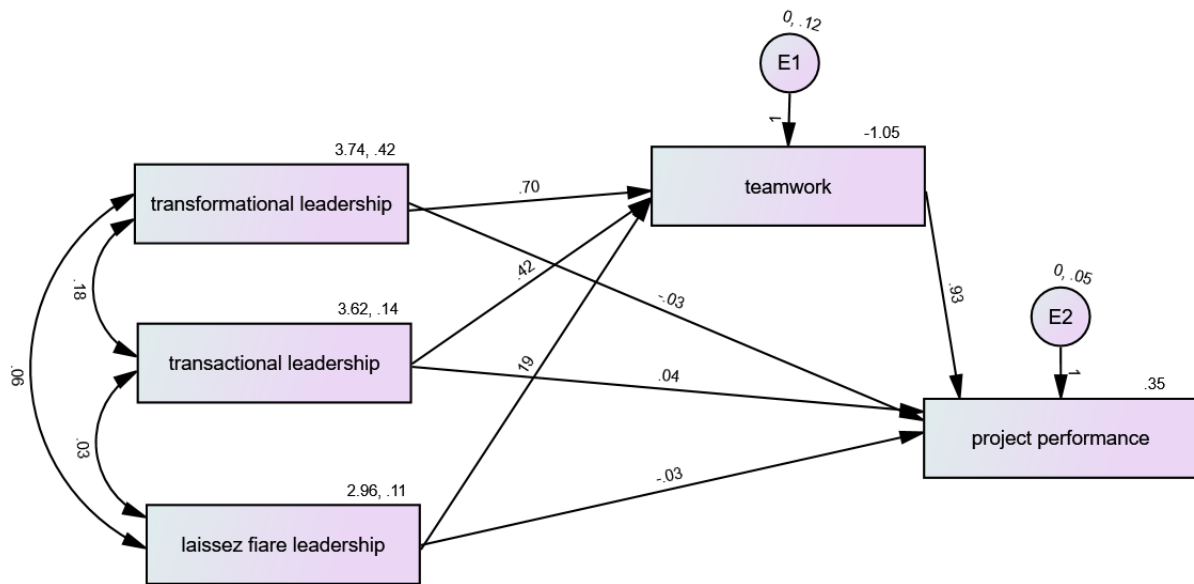 0, .12
E1
1
-1.05
teamwork
3.74, .42
transformational leadership
.70
.18
.42
-.03
.93
0, .05
E2
1
3.62, .14
transactional leadership
.06
.04
.35
project performance
.03
.19
-.03
2.96, .11
laissez fiare leadership